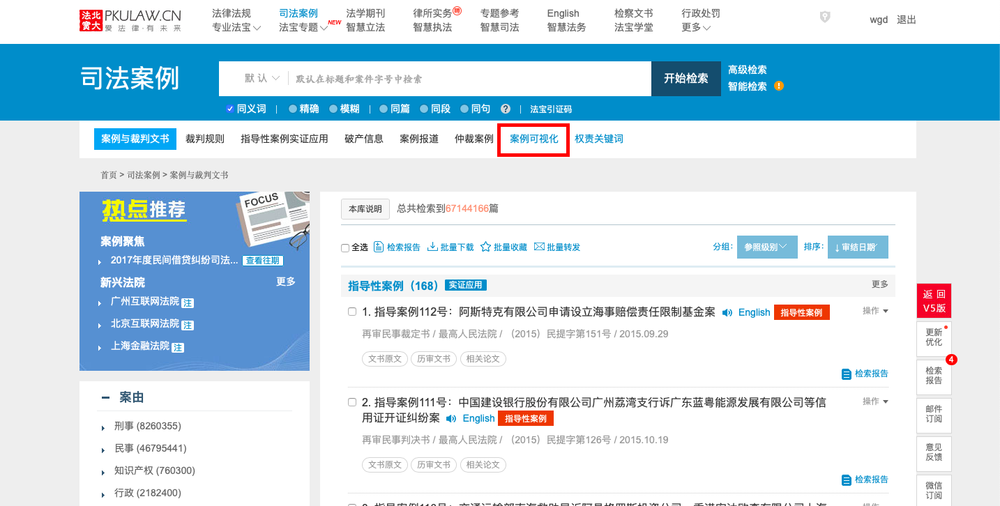 北大法寶
PKULAW.CN
爱法律·有未来
法律法规 司法案例 法学期刊 律所实务 专题参考 English 检察文书 行政处罚
专业法宝 法宝专题 NEW 智慧立法 智慧执法 智慧司法 智慧法务 法宝学堂 更多
wgd 退出
司法案例
默认 默认在标题和案件字号中检索 开始检索
高级检索
智能检索
同义词 | 精确 模糊 | 同篇 同段 同句 ? | 法宝引证码
案例与裁判文书 裁判规则 指导性案例实证应用 破产信息 案例报道 仲裁案例 案例可视化 权责关键词
首页 > 司法案例 > 案例与裁判文书
FOCUS
热点推荐
案例聚焦
2017年度民间借贷纠纷司法... 查看往期
新兴法院 更多
广州互联网法院 注
北京互联网法院 注
上海金融法院 注
案由
刑事 (8260355)
民事 (46795441)
知识产权 (760300)
行政 (2182400)
本库说明 总共检索到67144166篇
全选 检索报告 批量下载 批量收藏 批量转发 分组: 参照级别 排序: ↓审结日期
指导性案例（168） 实证应用 更多
1. 指导案例112号：阿斯特克有限公司申请设立海事赔偿责任限制基金案 English 指导性案例 操作
再审民事裁定书 / 最高人民法院 / （2015）民提字第151号 / 2015.09.29
文书原文 历审文书 相关论文
检索报告
2. 指导案例111号：中国建设银行股份有限公司广州荔湾支行诉广东蓝粤能源发展有限公司等信 操作
用证开证纠纷案 English 指导性案例
再审民事判决书 / 最高人民法院 / （2015）民提字第126号 / 2015.10.19
文书原文 历审文书 相关论文
检索报告
返 回
V5版
更新
优化
4
检索
报告
邮件
订阅
意见
反馈
微信
订阅